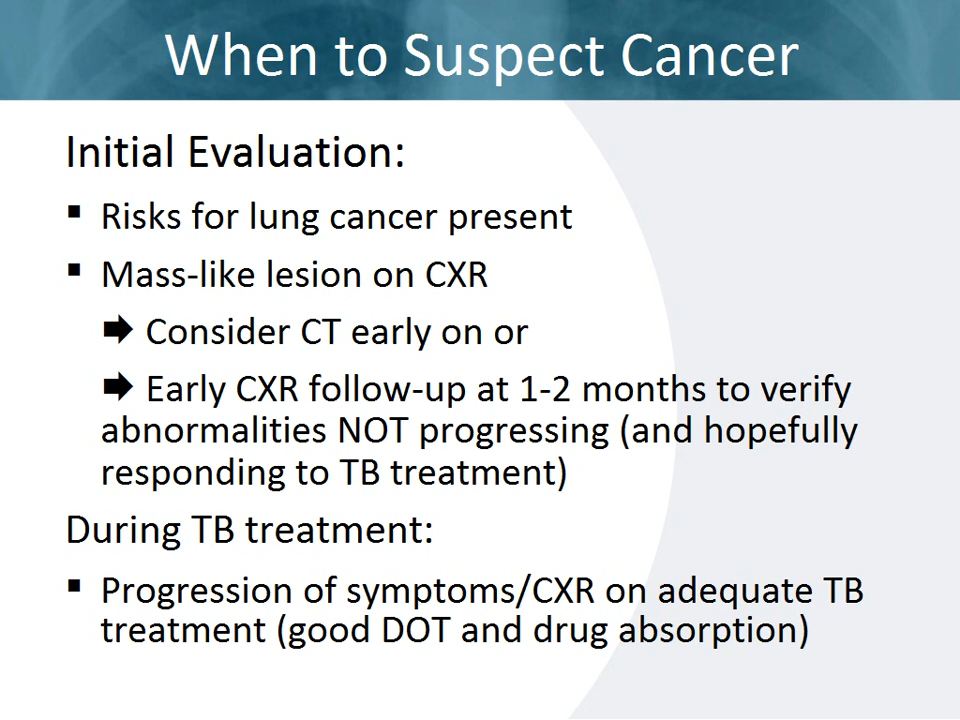 When to Suspect Cancer
Initial Evaluation:
▪ Risks for lung cancer present
▪ Mass-like lesion on CXR
➡ Consider CT early on or
➡ Early CXR follow-up at 1-2 months to verify
abnormalities NOT progressing (and hopefully
responding to TB treatment)
During TB treatment:
▪ Progression of symptoms/CXR on adequate TB
treatment (good DOT and drug absorption)